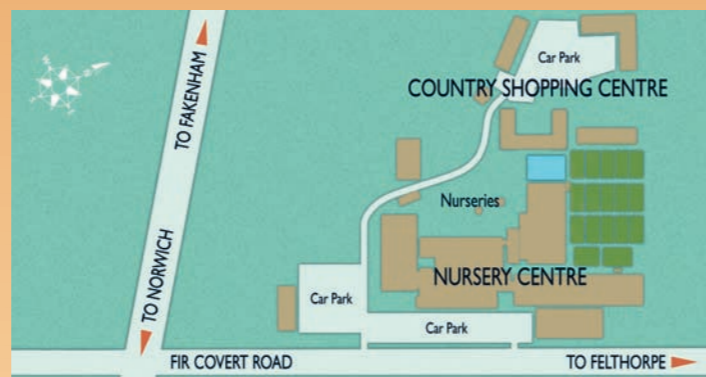 Car Park
COUNTRY SHOPPING CENTRE
TO FAKENHAM
Nurseries
TO NORWICH
NURSERY CENTRE
Car Park
Car Park
FIR COVERT ROAD
TO FELTHORPE